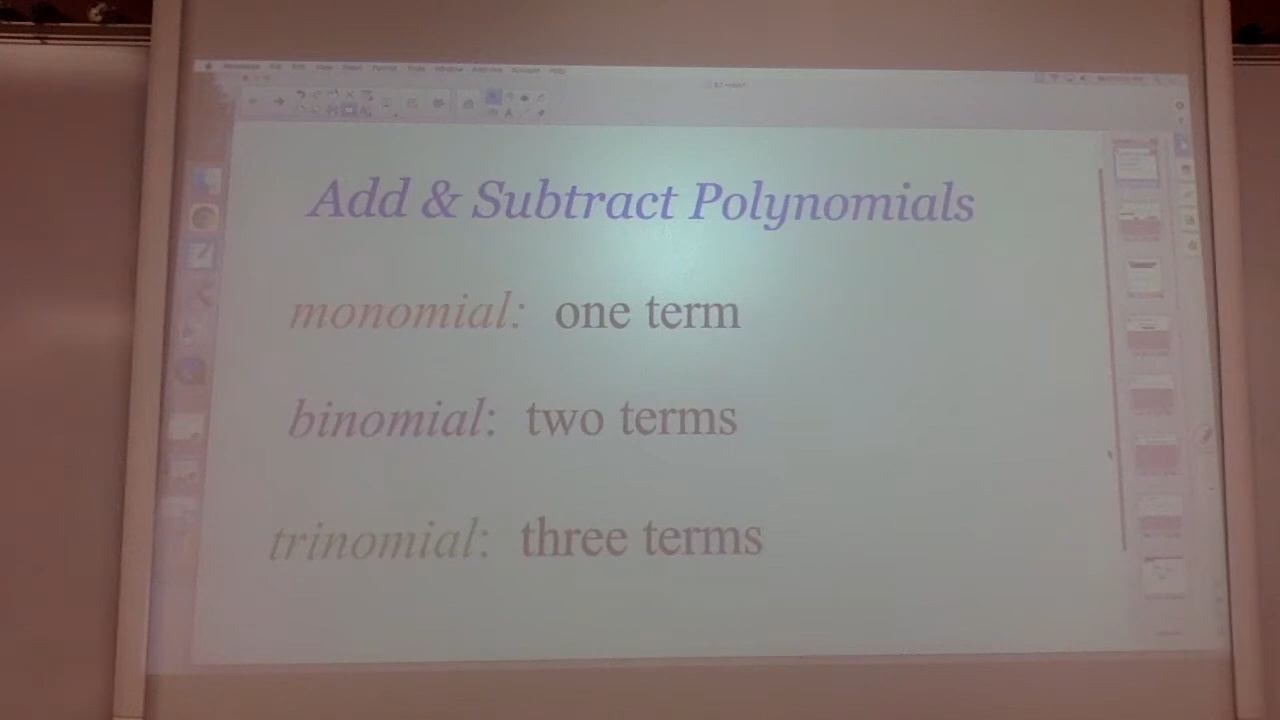 Add & Subtract Polynomials
monomial: one term
binomial: two terms
trinomial: three terms